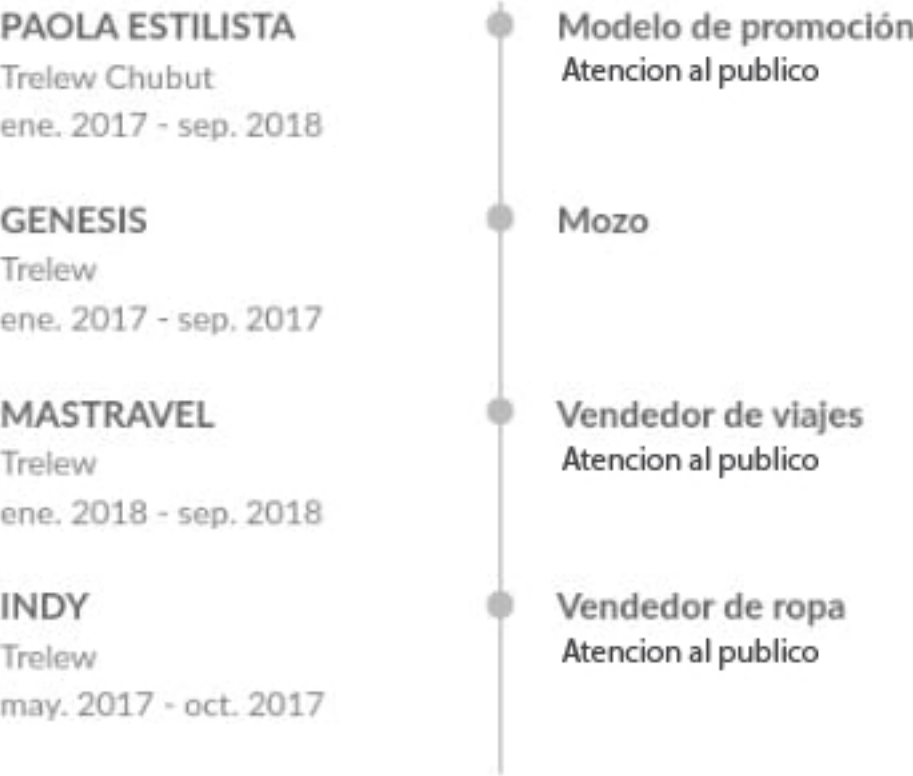 PAOLA ESTILISTA
Trelew Chubut
ene. 2017 - sep. 2018
Modelo de promoción
Atencion al publico
GENESIS
Trelew
ene. 2017 - sep. 2017
Mozo
MASTRAVEL
Trelew
ene. 2018 - sep. 2018
Vendedor de viajes
Atencion al publico
INDY
Trelew
may. 2017 - oct. 2017
Vendedor de ropa
Atencion al publico